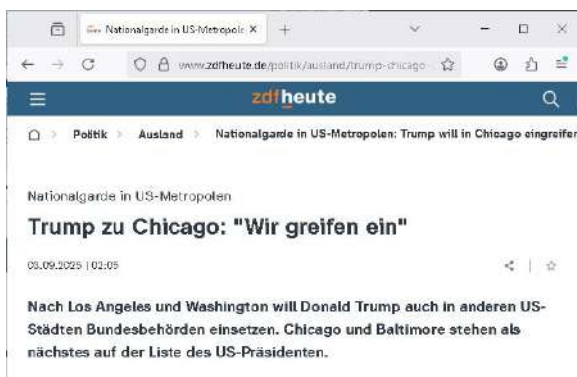 Nationalgarde in US-Metropole
www.zdfheute.de/politik/ausland/trump-chicago
zdfheute
Politik > Ausland > Nationalgarde in US-Metropolen: Trump will in Chicago eingreifen
Nationalgarde in US-Metropolen
Trump zu Chicago: "Wir greifen ein"
03.09.2025 | 02:05
Nach Los Angeles und Washington will Donald Trump auch in anderen US-
Städten Bundesbehörden einsetzen. Chicago und Baltimore stehen als
nächstes auf der Liste des US-Präsidenten.